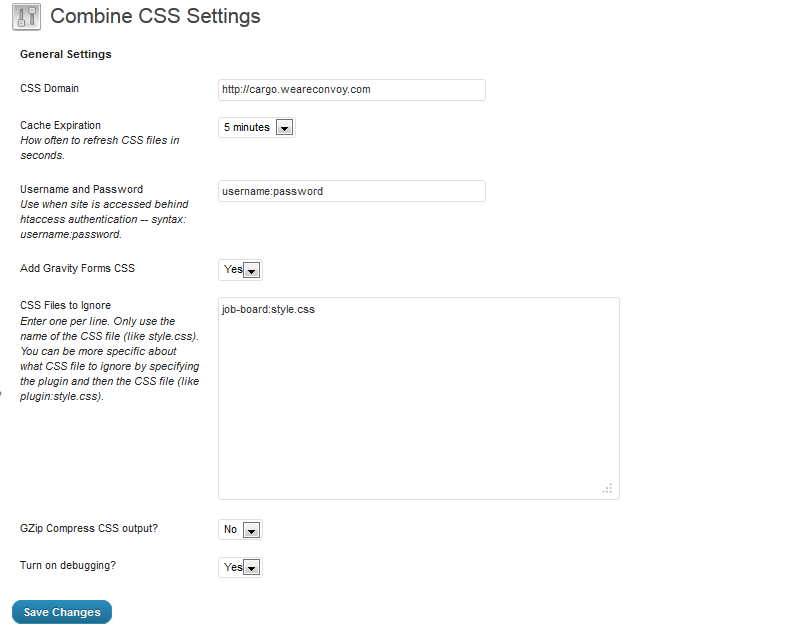 Combine CSS Settings
General Settings
CSS Domain
http://cargo.weareconvoy.com
Cache Expiration
How often to refresh CSS files in
seconds.
5 minutes
Username and Password
Use when site is accessed behind
htaccess authentication -- syntax:
username:password.
username:password
Add Gravity Forms CSS
Yes
CSS Files to Ignore
Enter one per line. Only use the
name of the CSS file (like style.css).
You can be more specific about
what CSS file to ignore by specifying
the plugin and then the CSS file (like
plugin:style.css).
job-board:style.css
GZip Compress CSS output?
No
Turn on debugging?
Yes
Save Changes